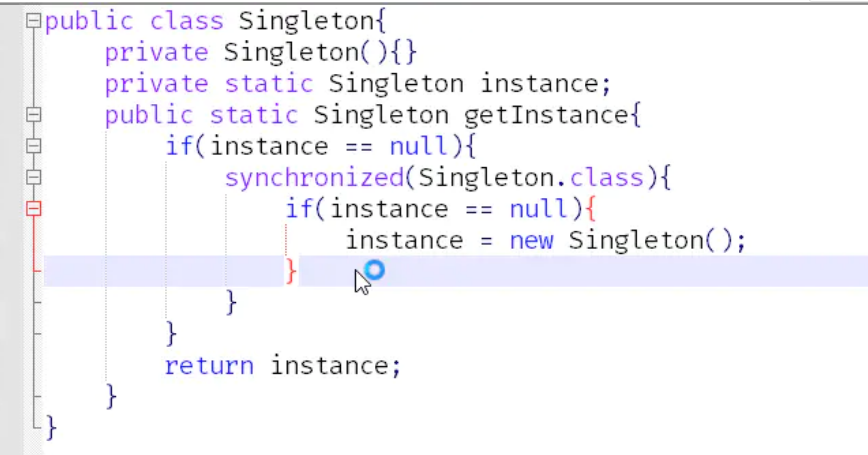 public class Singleton{
private Singleton(){}
private static Singleton instance;
public static Singleton getInstance{
if(instance == null){
synchronized(Singleton.class){
if(instance == null){
instance = new Singleton();
}
}
}
return instance;
}
}